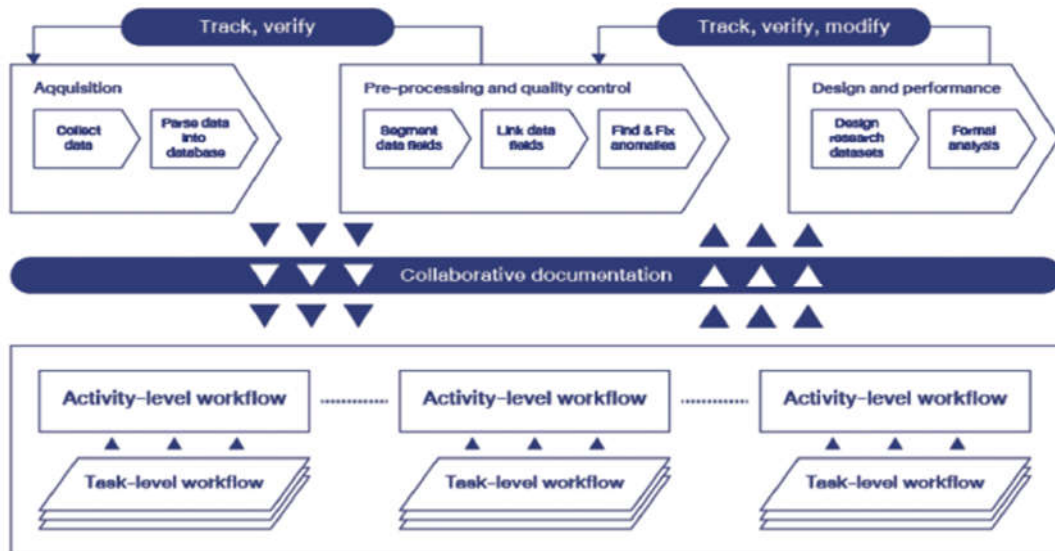 Track, verify
Track, verify, modify
Aqquisition
Collect
data
Parse data
into
database
Pre-processing and quality control
Segment
data fields
Link data
fields
Find & Fix
anomalies
Design and performance
Design
research
datasets
Formal
analysis
Collaborative documentation
Activity-level workflow
Activity-level workflow
Activity-level workflow
Task-level workflow
Task-level workflow
Task-level workflow